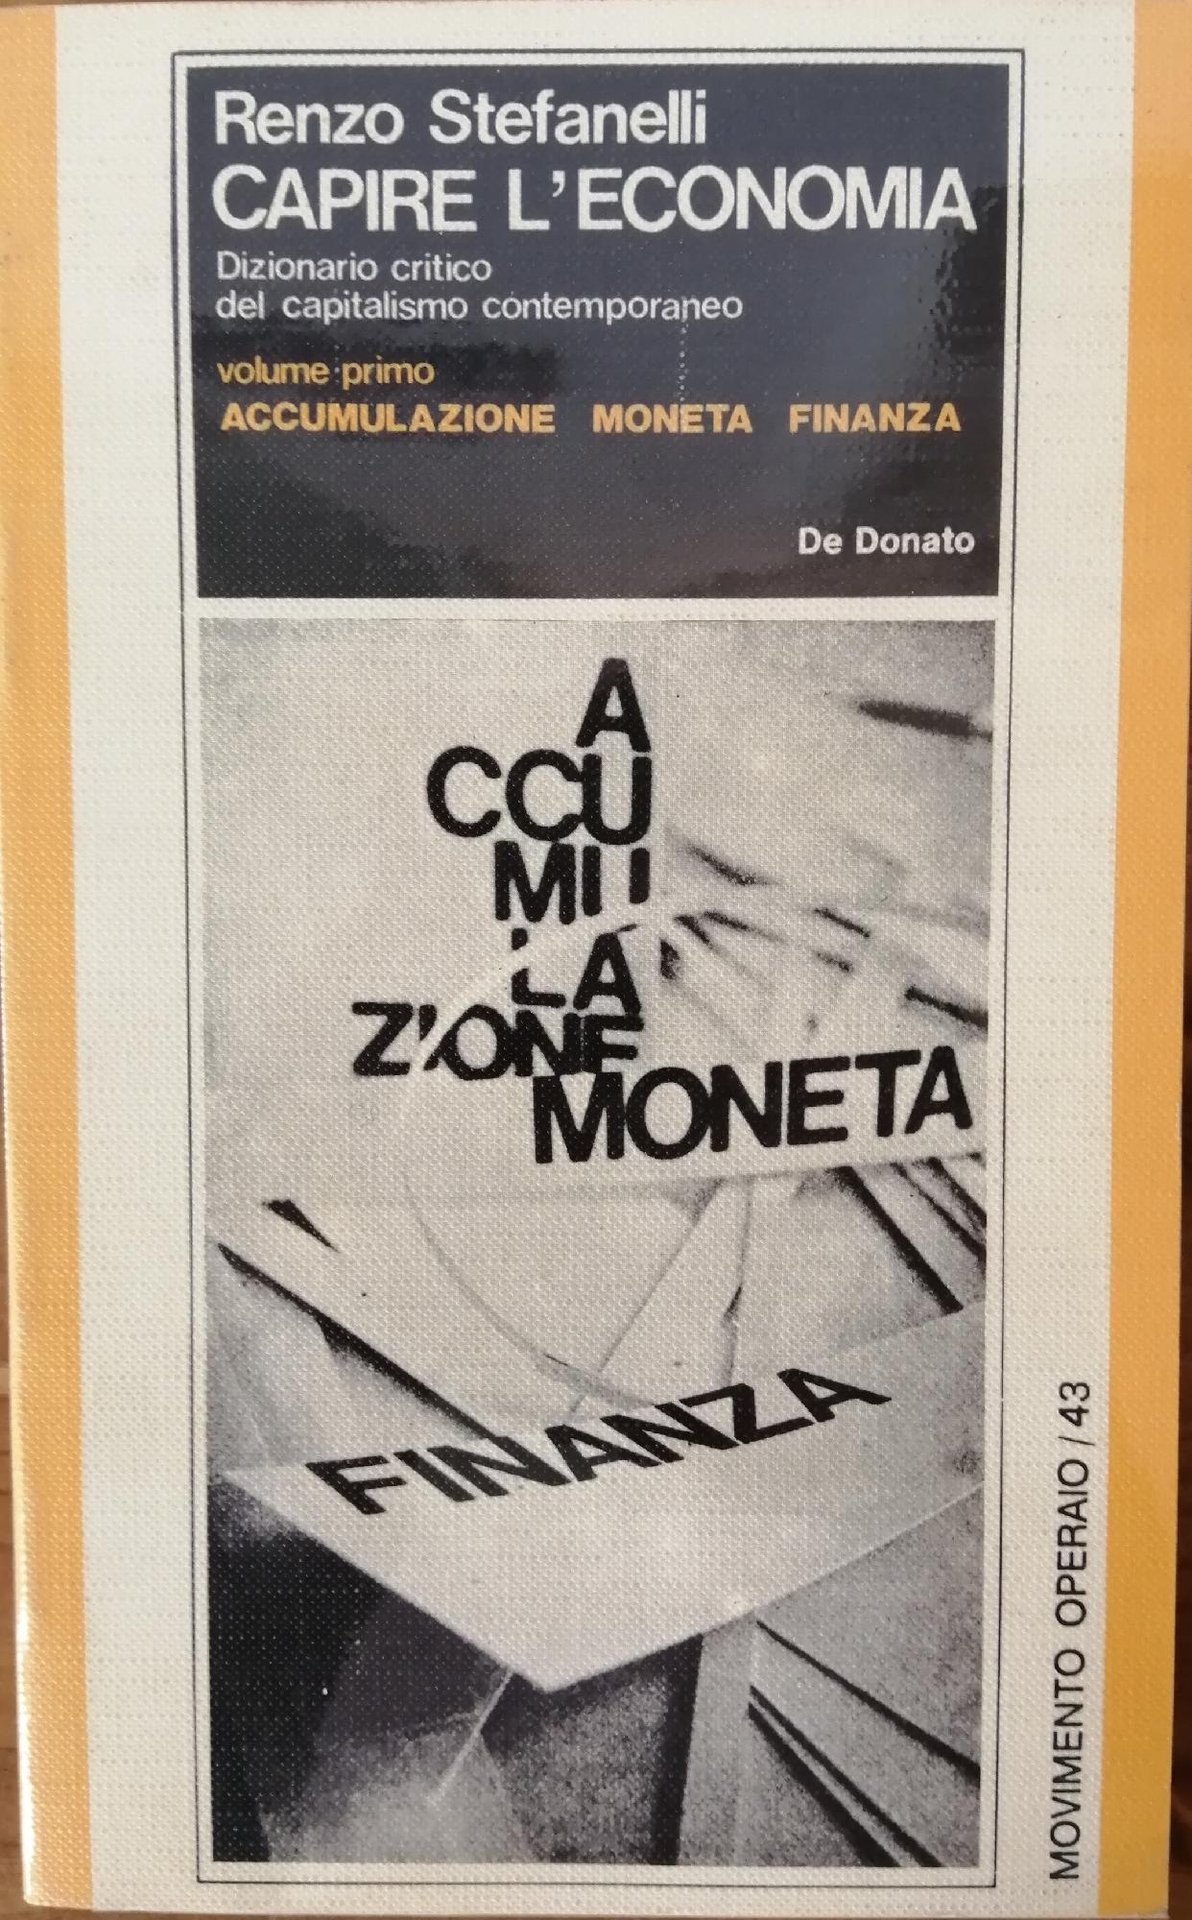 Renzo Stefanelli
CAPIRE L'ECONOMIA
Dizionario critico
del capitalismo contemporaneo
volume primo
ACCUMULAZIONE MONETA FINANZA
De Donato
A
CCU
MU
LA
ZIONE
MONETA
FINANZA
MOVIMENTO OPERAIO / 43